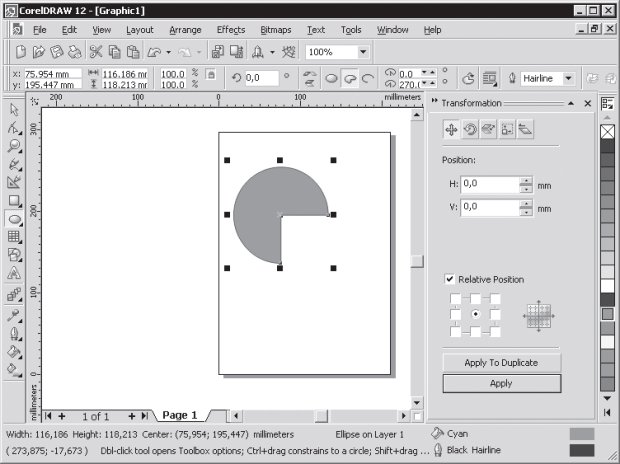 CorelDRAW 12 - [Graphic1]
File Edit View Layout Arrange Effects Bitmaps Text Tools Window Help
100%
x: 75,954 mm 116.186 mr 100.0 % 0,0 ° 0.0 ° Hairline
y: 195.447 mm 118.213 mr 100.0 % 270.( °
200 100 0 100 millimeters
Transformation
300
200
100
0
millimeters
Position:
H: 0,0 mm
V: 0,0 mm
Relative Position
Apply To Duplicate
Apply
1 of 1 Page 1
Width: 116,186 Height: 118,213 Center: (75,954; 195,447) millimeters Ellipse on Layer 1 Cyan
( 273,875; -17,673 ) Dbl-click tool opens Toolbox options; Ctrl+drag constrains to a circle; Shift+drag ... Black Hairline